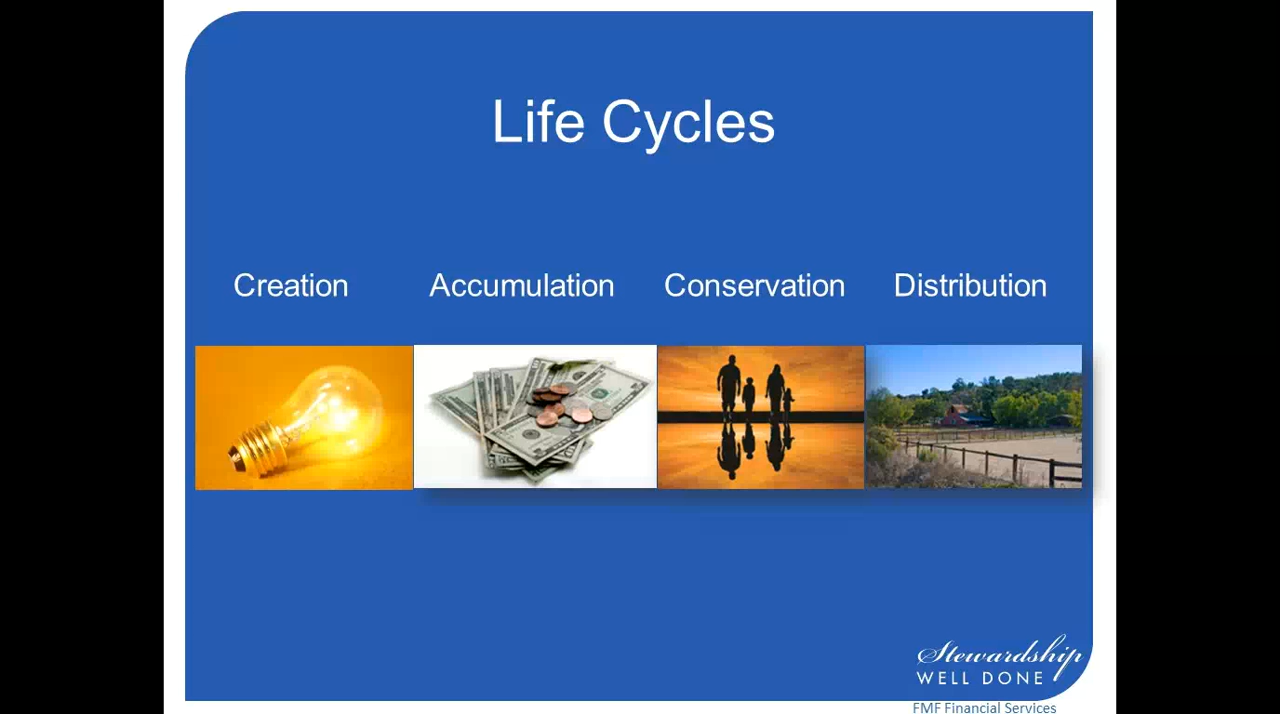 Life Cycles
Creation Accumulation Conservation Distribution
Stewardship
WELL DONE
FMF Financial Services